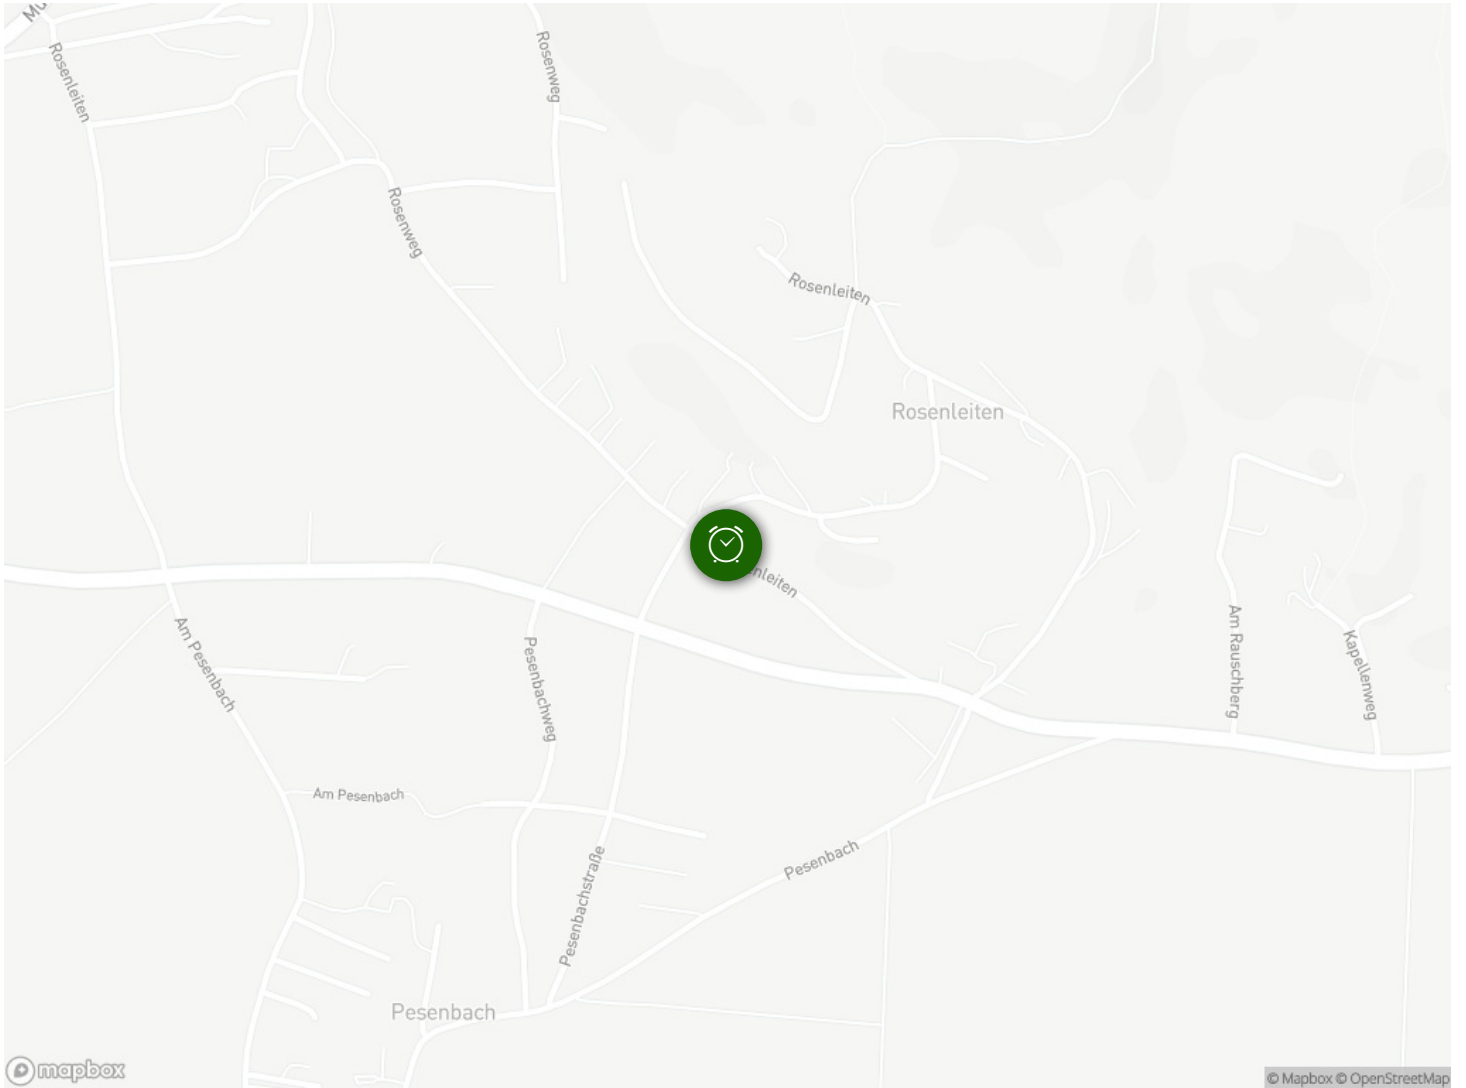 Rosenleiten
Rosenweg
Rosenweg
Rosenleiten
Rosenleiten
enleiten
Am Pesenbach
Pesenbachweg
Am Rauschberg
Kapellenweg
Am Pesenbach
Pesenbach
Pesenbachstraße
Pesenbach
mapbox
© Mapbox © OpenStreetMap